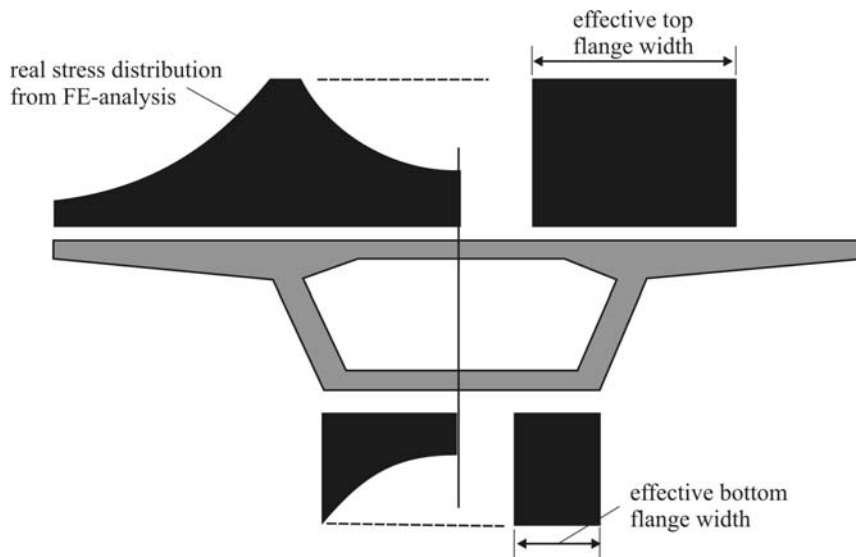 effective top
flange width
real stress distribution
from FE-analysis
effective bottom
flange width